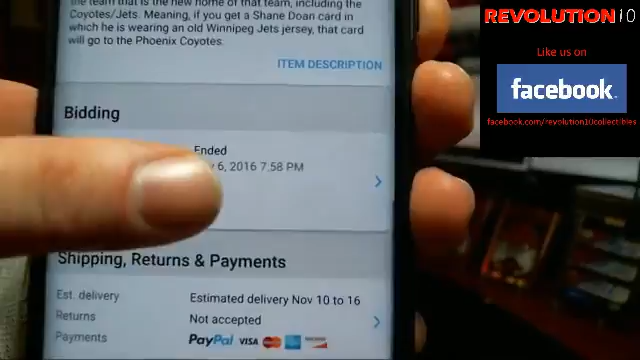 the team that is the new home of that team, including the
Coyotes/Jets. Meaning, if you get a Shane Doan card in
which he is wearing an old Winnipeg Jets jersey, that card
will go to the Phoenix Coyotes.
ITEM DESCRIPTION
Bidding
Ended
6, 2016 7:58 PM
Shipping, Returns & Payments
Est. delivery
Estimated delivery Nov 10 to 16
Returns
Not accepted
Payments
PayPal VISA MasterCard DISCOVER
REVOLUTION10
Like us on
facebook.
facebook.com/revolution10collectibles